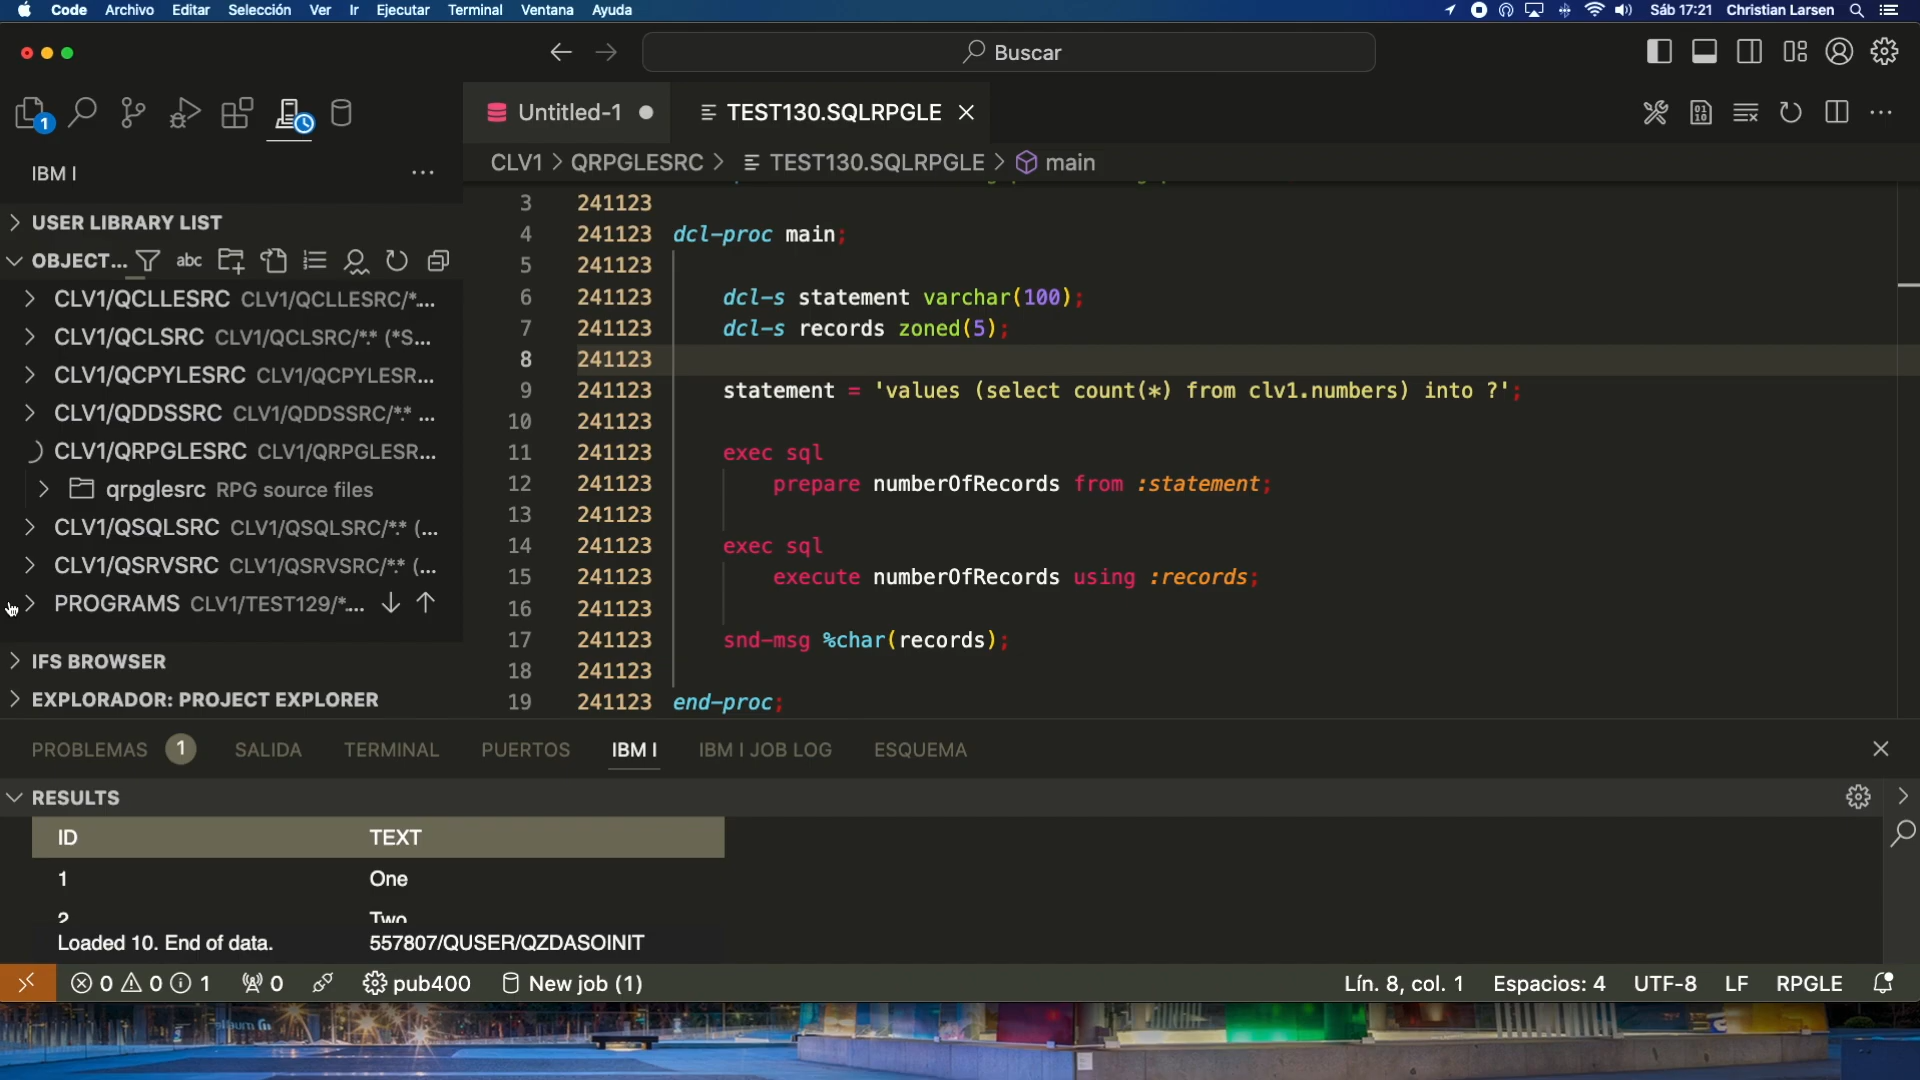 Code Archivo Editar Selección Ver Ir Ejecutar Terminal Ventana Ayuda Sáb 17:21 Christian Larsen
Buscar
1
Untitled-1 TEST130.SQLRPGLE
IBM I
CLV1 > QRPGLESRC > TEST130.SQLRPGLE > main
USER LIBRARY LIST
OBJECT... abc
CLV1/QCLLESRC CLV1/QCLLESRC/*...
CLV1/QCLSRC CLV1/QCLSRC/*.* (*S...
CLV1/QCPYLESRC CLV1/QCPYLESR...
CLV1/QDDSSRC CLV1/QDDSSRC/*.* ...
CLV1/QRPGLESRC CLV1/QRPGLESR...
qrpglesrc RPG source files
CLV1/QSQLSRC CLV1/QSQLSRC/*.* (...
CLV1/QSRVSRC CLV1/QSRVSRC/*.* (...
PROGRAMS CLV1/TEST129/*... ↓ ↑
IFS BROWSER
EXPLORADOR: PROJECT EXPLORER
3 241123
4 241123 dcl-proc main;
5 241123
6 241123 dcl-s statement varchar(100);
7 241123 dcl-s records zoned(5);
8 241123
9 241123 statement = 'values (select count(*) from clv1.numbers) into ?';
10 241123
11 241123 exec sql
12 241123 prepare numberOfRecords from :statement;
13 241123
14 241123 exec sql
15 241123 execute numberOfRecords using :records;
16 241123
17 241123 snd-msg %char(records);
18 241123
19 241123 end-proc;
PROBLEMAS 1 SALIDA TERMINAL PUERTOS IBM I IBM I JOB LOG ESQUEMA
RESULTS
ID TEXT
1 One
2 Two
Loaded 10. End of data. 557807/QUSER/QZDASOINIT
0 0 1 0 pub400 New job (1) Lín. 8, col. 1 Espacios: 4 UTF-8 LF RPGLE